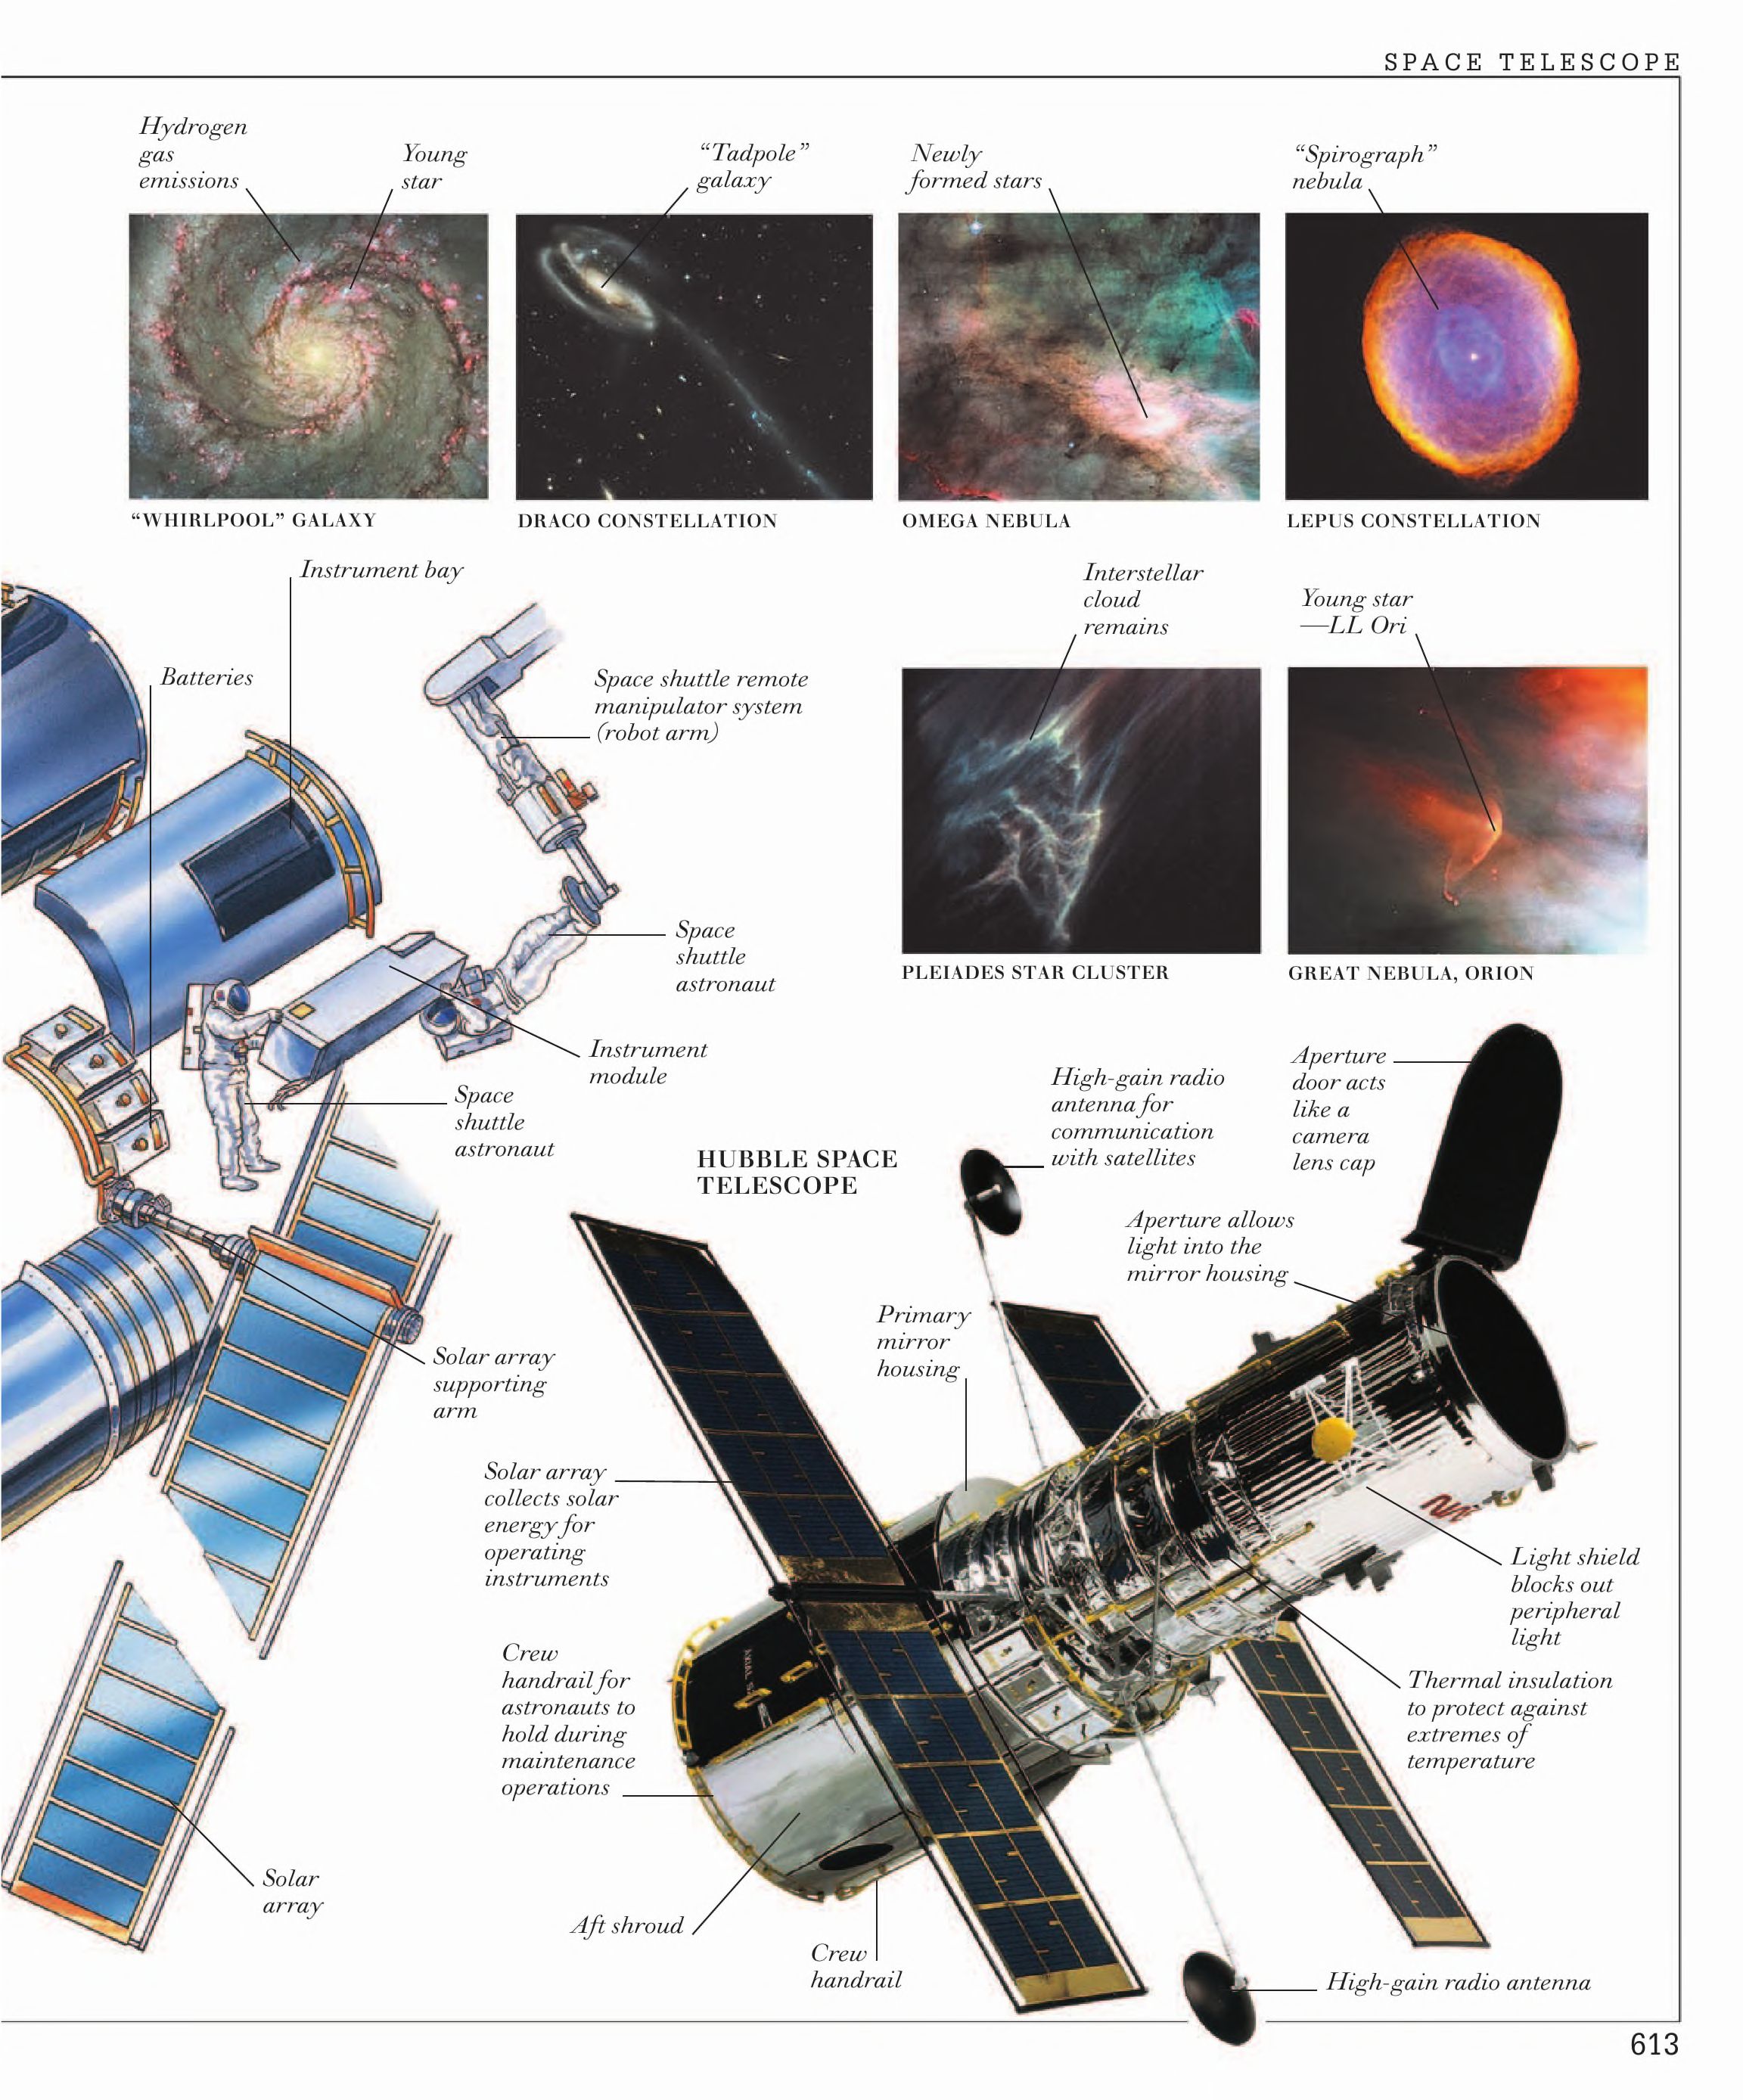 SPACE TELESCOPE
Hydrogen
gas
emissions
Young
star
“Tadpole”
galaxy
Newly
formed stars
“Spirograph”
nebula
“WHIRLPOOL” GALAXY
DRACO CONSTELLATION
OMEGA NEBULA
LEPUS CONSTELLATION
Instrument bay
Batteries
Space shuttle remote
manipulator system
(robot arm)
Interstellar
cloud
remains
Young star
—LL Ori
PLEIADES STAR CLUSTER
GREAT NEBULA, ORION
Space
shuttle
astronaut
Instrument
module
Space
shuttle
astronaut
Solar array
supporting
arm
Solar
array
HUBBLE SPACE
TELESCOPE
High-gain radio
antenna for
communication
with satellites
Aperture
door acts
like a
camera
lens cap
Aperture allows
light into the
mirror housing
Primary
mirror
housing
Solar array
collects solar
energy for
operating
instruments
Light shield
blocks out
peripheral
light
Crew
handrail for
astronauts to
hold during
maintenance
operations
Thermal insulation
to protect against
extremes of
temperature
Aft shroud
Crew
handrail
High-gain radio antenna
613